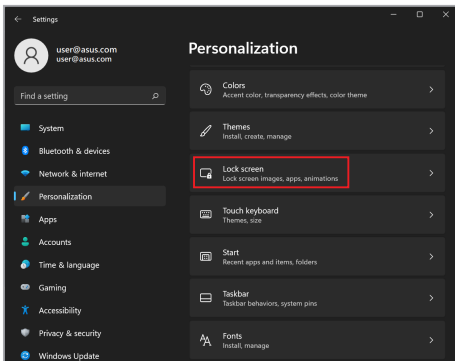 Settings
user@asus.com
user@asus.com
Find a setting
System
Bluetooth & devices
Network & internet
Personalization
Apps
Accounts
Time & language
Gaming
Accessibility
Privacy & security
Windows Update
Personalization
Colors
Accent color, transparency effects, color theme
Themes
Install, create, manage
Lock screen
Lock screen images, apps, animations
Touch keyboard
Themes, size
Start
Recent apps and items, folders
Taskbar
Taskbar behaviors, system pins
Fonts
Install, manage